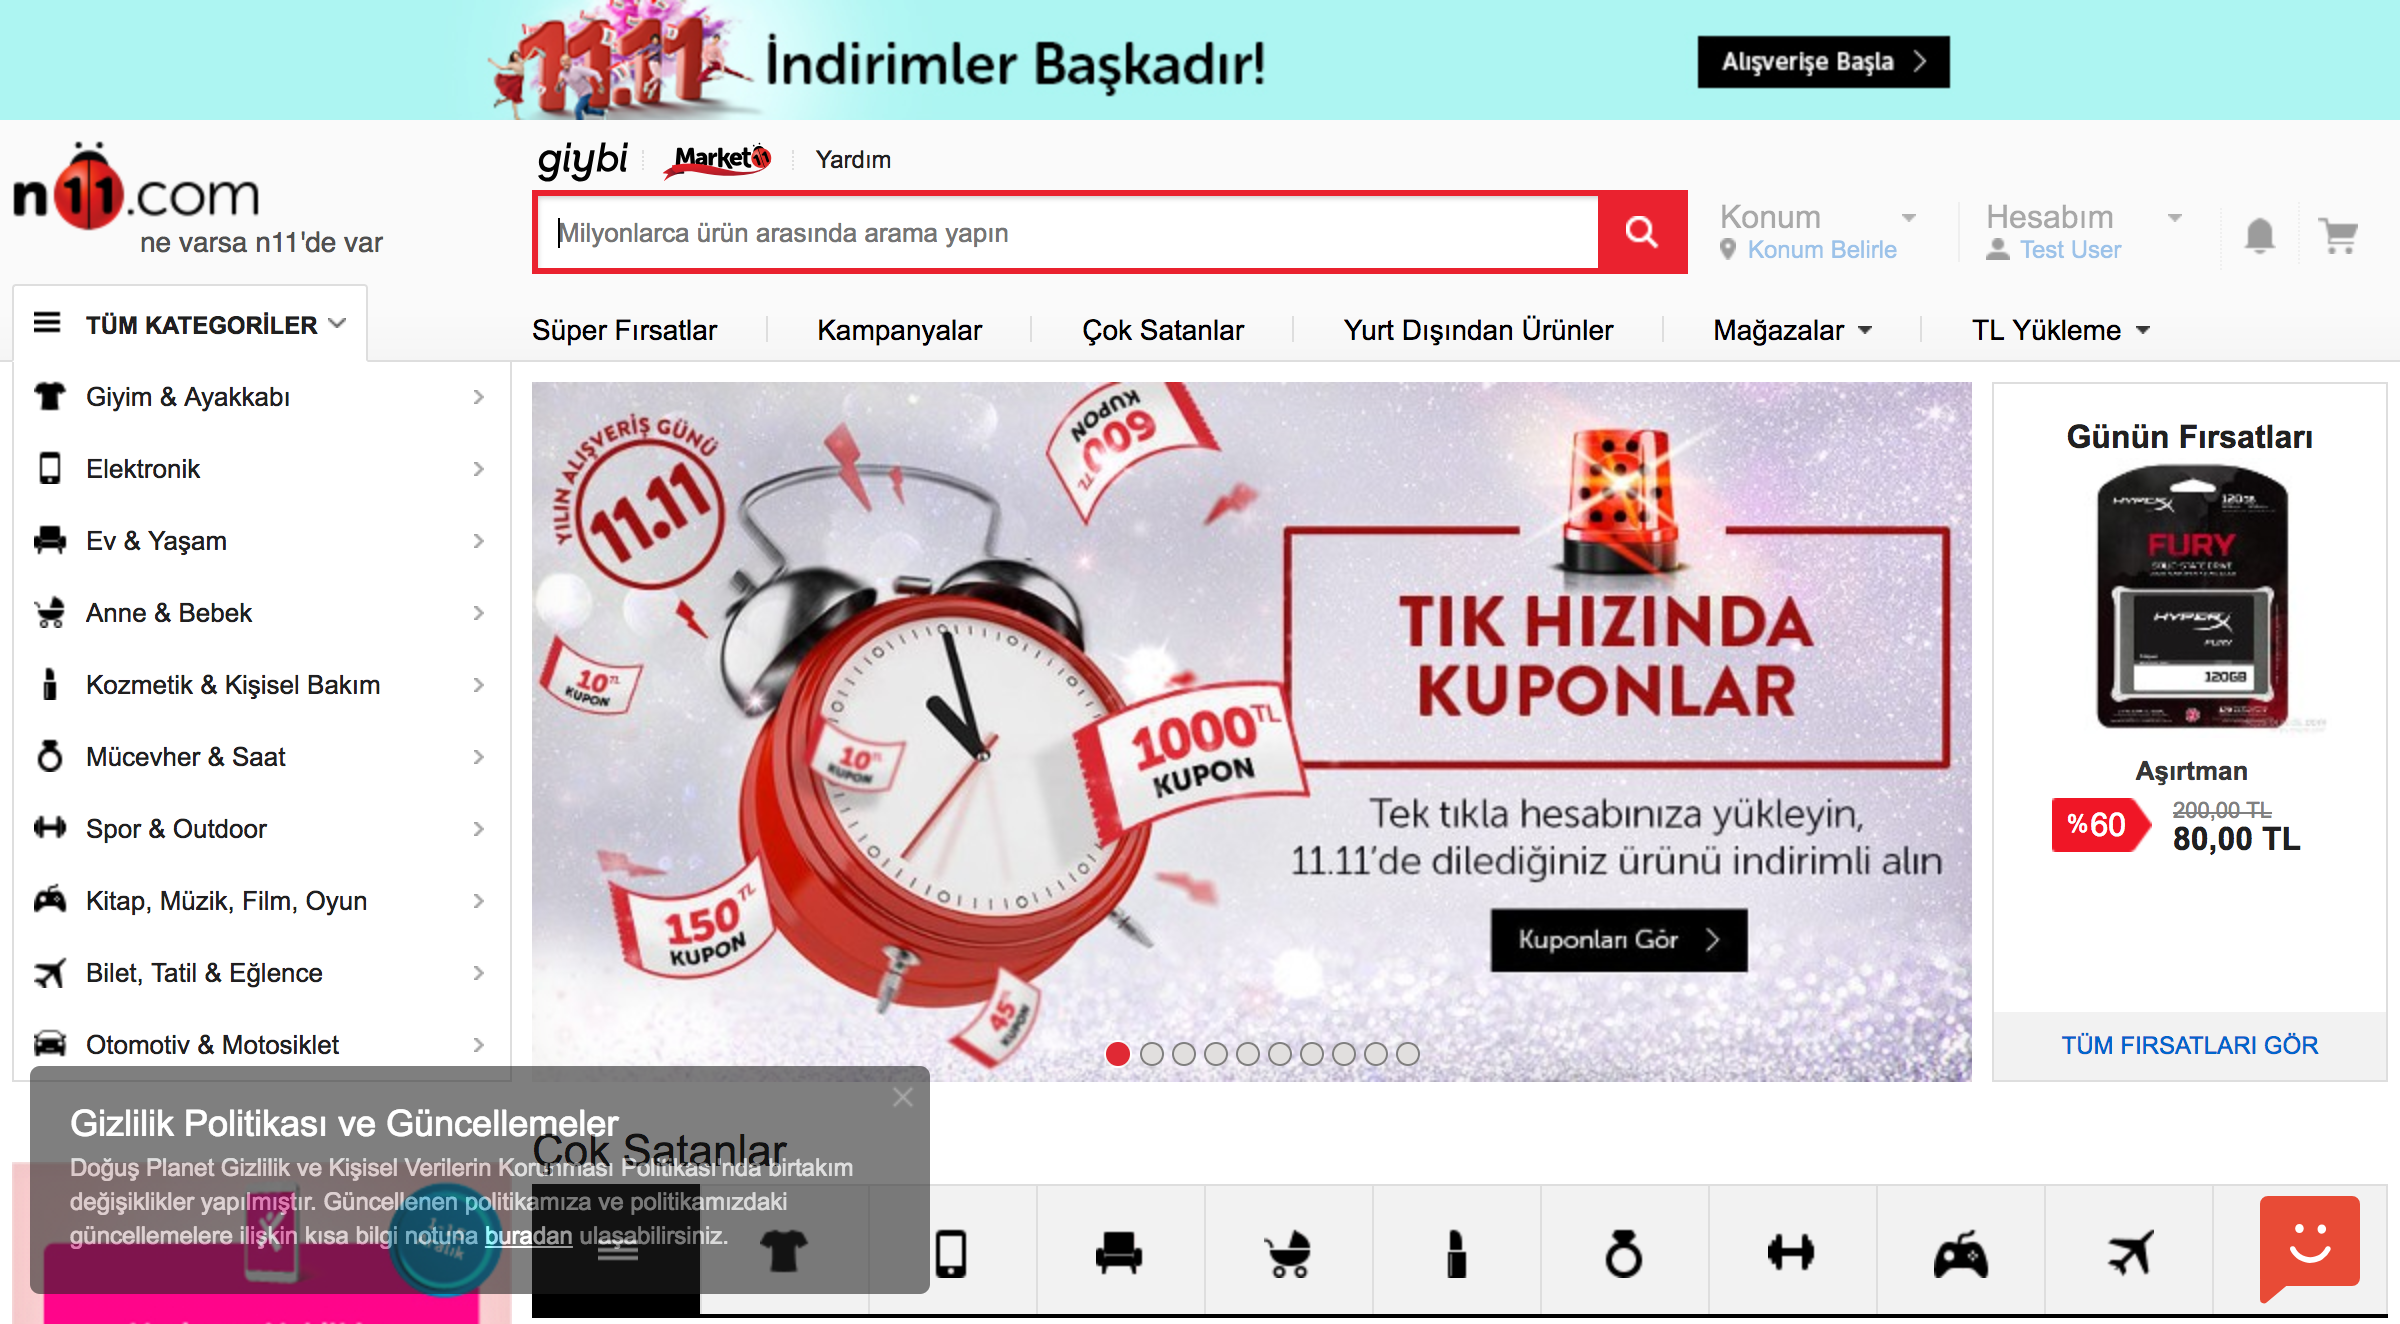 11.11 İndirimler Başkadır!
Alışverişe Başla
n11.com
ne varsa n11'de var
giybi
Market11
Yardım
Milyonlarca ürün arasında arama yapın
Konum
Konum Belirle
Hesabım
Test User
TÜM KATEGORİLER
Süper Fırsatlar
Kampanyalar
Çok Satanlar
Yurt Dışından Ürünler
Mağazalar
TL Yükleme
Giyim & Ayakkabı
Elektronik
Ev & Yaşam
Anne & Bebek
Kozmetik & Kişisel Bakım
Mücevher & Saat
Spor & Outdoor
Kitap, Müzik, Film, Oyun
Bilet, Tatil & Eğlence
Otomotiv & Motosiklet
YILIN ALIŞVERİŞ GÜNÜ
11.11
600 TL
KUPON
10 TL
KUPON
10 TL
KUPON
1000 TL
KUPON
150 TL
KUPON
45 TL
KUPON
TIK HIZINDA
KUPONLAR
Tek tıkla hesabınıza yükleyin,
11.11'de dilediğiniz ürünü indirimli alın
Kuponları Gör
Günün Fırsatları
HYPERX
120GB
FURY
SOLID STATE DRIVE
HYPERX
FURY
120GB
Aşırtman
%60
200,00 TL
80,00 TL
TÜM FIRSATLARI GÖR
Gizlilik Politikası ve Güncellemeler
Doğuş Planet Gizlilik ve Kişisel Verilerin Korunması Politikası'nda birtakım
değişiklikler yapılmıştır. Güncellenen politikamıza ve politikamızdaki
güncellemelere ilişkin kısa bilgi notuna buradan ulaşabilirsiniz.
Çok Satanlar